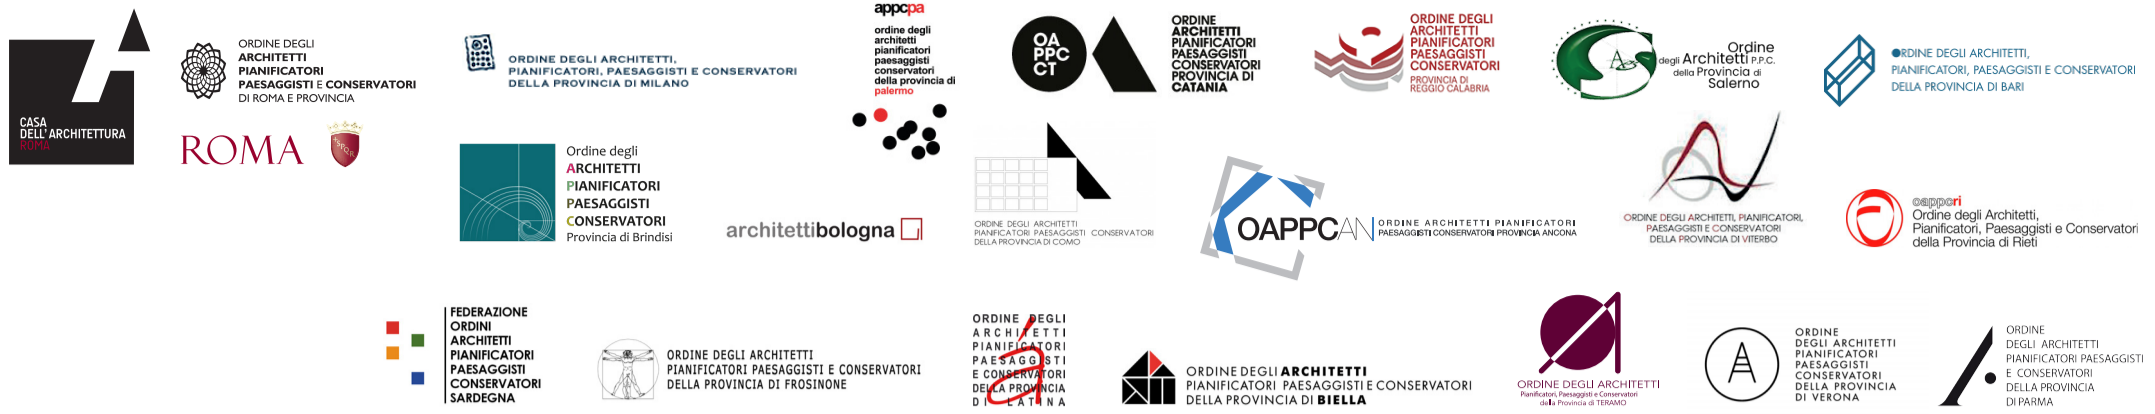 CASA
DELL'ARCHITETTURA
ROMA
ORDINE DEGLI
ARCHITETTI
PIANIFICATORI
PAESAGGISTI E CONSERVATORI
DI ROMA E PROVINCIA
ROMA
SPQR
ORDINE DEGLI ARCHITETTI,
PIANIFICATORI, PAESAGGISTI E CONSERVATORI
DELLA PROVINCIA DI MILANO
appcpa
ordine degli
architetti
pianificatori
paesaggisti
conservatori
della provincia di
palermo
OA
PPC
CT
ORDINE
ARCHITETTI
PIANIFICATORI
PAESAGGISTI
CONSERVATORI
PROVINCIA DI
CATANIA
ORDINE DEGLI
ARCHITETTI
PIANIFICATORI
PAESAGGISTI
CONSERVATORI
PROVINCIA DI
REGGIO CALABRIA
Ordine
degli Architetti P.P.C.
della Provincia di
Salerno
ORDINE DEGLI ARCHITETTI,
PIANIFICATORI, PAESAGGISTI E CONSERVATORI
DELLA PROVINCIA DI BARI
Ordine degli
ARCHITETTI
PIANIFICATORI
PAESAGGISTI
CONSERVATORI
Provincia di Brindisi
architettibologna
ORDINE DEGLI ARCHITETTI
PIANIFICATORI PAESAGGISTI CONSERVATORI
DELLA PROVINCIA DI COMO
OAPPCAN
ORDINE ARCHITETTI PIANIFICATORI
PAESAGGISTI CONSERVATORI PROVINCIA ANCONA
ORDINE DEGLI ARCHITETTI, PIANIFICATORI,
PAESAGGISTI E CONSERVATORI
DELLA PROVINCIA DI VITERBO
oappcri
Ordine degli Architetti,
Pianificatori, Paesaggisti e Conservatori
della Provincia di Rieti
FEDERAZIONE
ORDINI
ARCHITETTI
PIANIFICATORI
PAESAGGISTI
CONSERVATORI
SARDEGNA
ORDINE DEGLI ARCHITETTI
PIANIFICATORI PAESAGGISTI E CONSERVATORI
DELLA PROVINCIA DI FROSINONE
ORDINE DEGLI
ARCHITETTI
PIANIFICATORI
PAESAGGISTI
E CONSERVATORI
DELLA PROVINCIA
DI LATINA
á
ORDINE DEGLI ARCHITETTI
PIANIFICATORI PAESAGGISTI E CONSERVATORI
DELLA PROVINCIA DI BIELLA
ORDINE DEGLI ARCHITETTI
Pianificatori, Paesaggisti e Conservatori
della Provincia di TERAMO
ORDINE
DEGLI ARCHITETTI
PIANIFICATORI
PAESAGGISTI
CONSERVATORI
DELLA PROVINCIA
DI VERONA
ORDINE
DEGLI ARCHITETTI
PIANIFICATORI PAESAGGISTI
E CONSERVATORI
DELLA PROVINCIA
DI PARMA